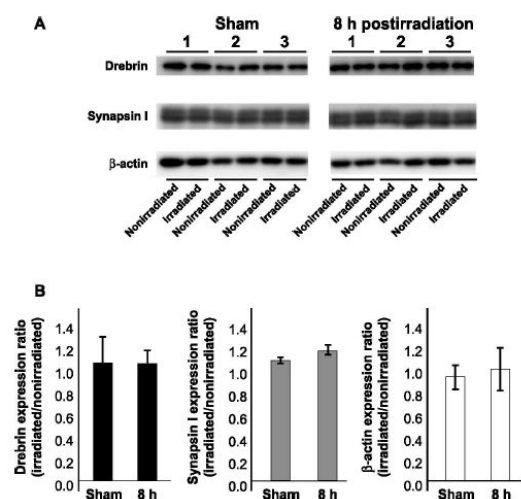 A
Sham
8 h postirradiation
1 2 3 1 2 3
Drebrin
Synapsin I
β-actin
Nonirradiated Irradiated Nonirradiated Irradiated Nonirradiated Irradiated Nonirradiated Irradiated Nonirradiated Irradiated Nonirradiated Irradiated
B
Drebrin expression ratio
(irradiated/nonirradiated)
1.4
1.2
1.0
0.8
0.6
0.4
0.2
0.0
Sham 8 h
Synapsin I expression ratio
(irradiated/nonirradiated)
1.4
1.2
1.0
0.8
0.6
0.4
0.2
0.0
Sham 8 h
β-actin expression ratio
(irradiated/nonirradiated)
1.4
1.2
1.0
0.8
0.6
0.4
0.2
0.0
Sham 8 h